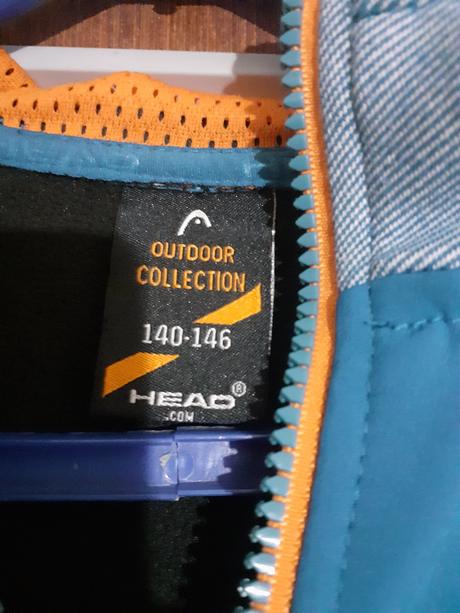 OUTDOOR
COLLECTION
140-146
HEAD®
.COM